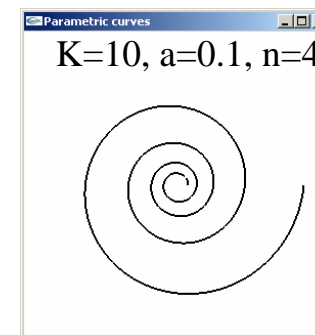 Parametric curves
K=10, a=0.1, n=4